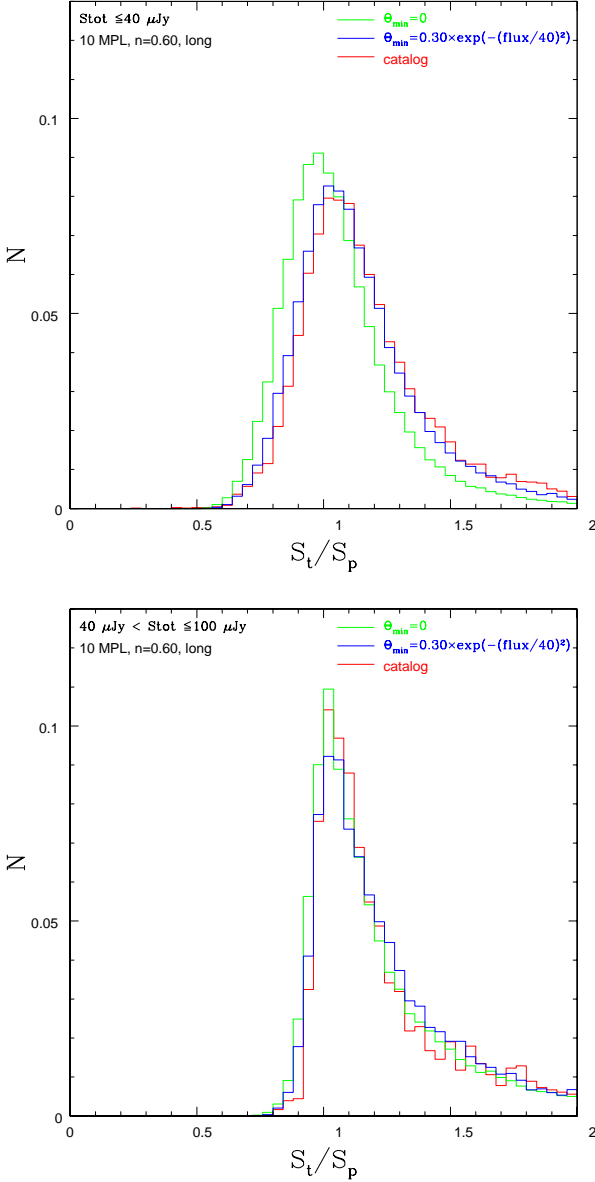 Stot ≦40 μJy
10 MPL, n=0.60, long
Θmin=0
Θmin=0.30×exp(−(flux/40)²)
catalog
N
0.1
0.05
0
0 0.5 1 1.5 2
St/Sp
40 μJy < Stot ≦100 μJy
10 MPL, n=0.60, long
Θmin=0
Θmin=0.30×exp(−(flux/40)²)
catalog
N
0.1
0.05
0
0 0.5 1 1.5 2
St/Sp